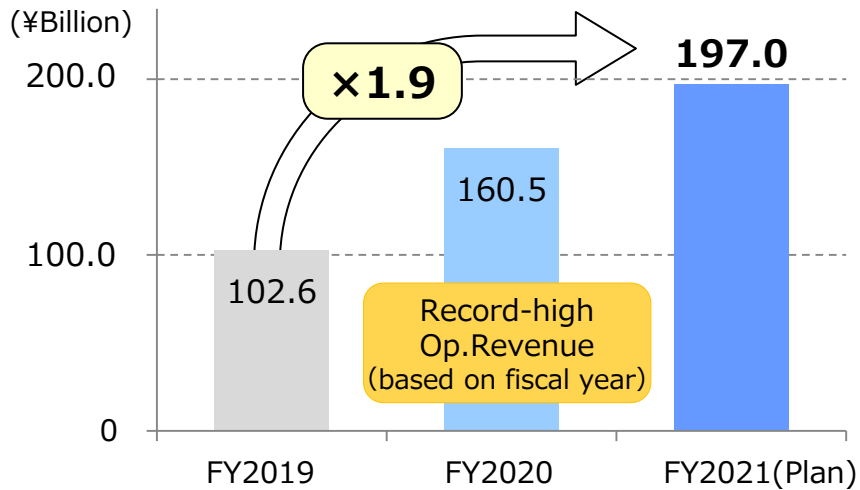 (¥Billion)
200.0
×1.9
197.0
160.5
100.0
102.6
Record-high
Op.Revenue
(based on fiscal year)
0
FY2019
FY2020
FY2021(Plan)